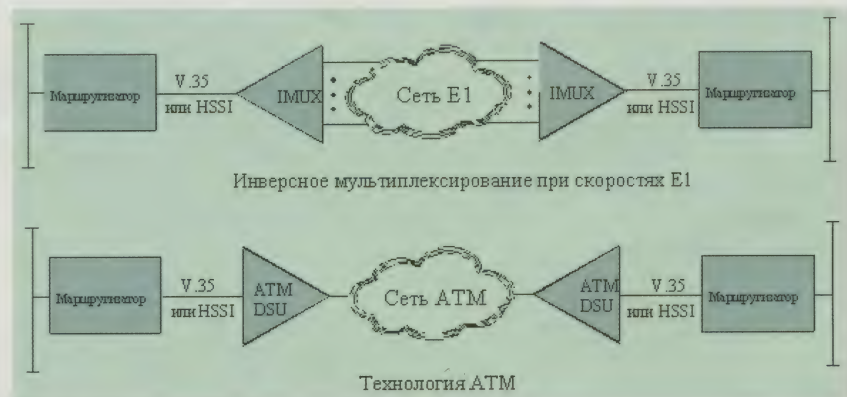 Маршрутизатор
V.35
или HSSI
IMUX
Сеть E1
IMUX
V.35
или HSSI
Маршрутизатор
Инверсное мультиплексирование при скоростях E1
Маршрутизатор
V.35
или HSSI
ATM
DSU
Сеть ATM
ATM
DSU
V.35
или HSSI
Маршрутизатор
Технология ATM